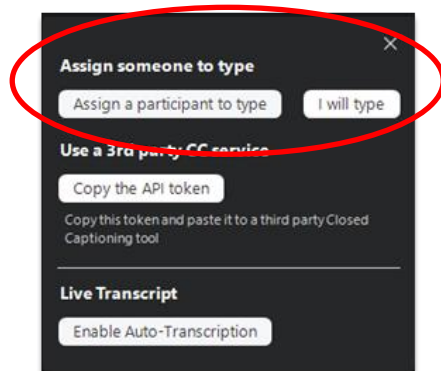 Assign someone to type
Assign a participant to type I will type
Use a 3rd party CC service
Copy the API token
Copy this token and paste it to a third party Closed
Captioning tool
Live Transcript
Enable Auto-Transcription